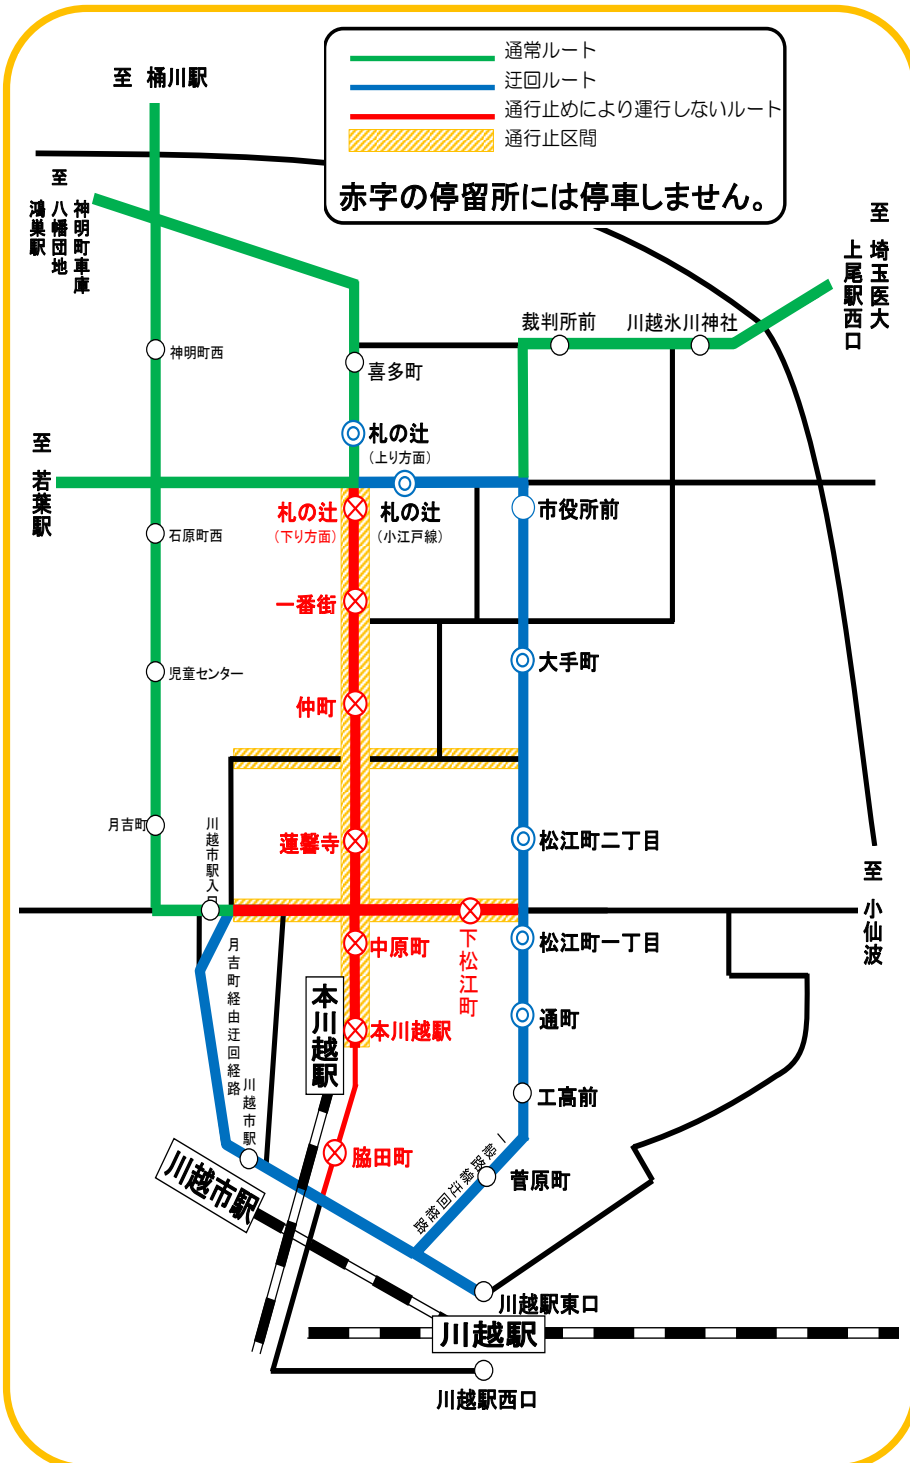 通常ルート
迂回ルート
通行止めにより運行しないルート
通行止区間
赤字の停留所には停車しません。
至 桶川駅
至
神明町車庫
八幡団地
鴻巣駅
至
埼玉医大
上尾駅西口
裁判所前
川越氷川神社
神明町西
喜多町
札の辻
(上り方面)
至
若葉駅
札の辻
(下り方面)
札の辻
(小江戸線)
市役所前
石原町西
一番街
大手町
児童センター
仲町
月吉町
川越市駅入口
蓮馨寺
松江町二丁目
至
小仙波
中原町
下松江町
松江町一丁目
月吉町経由迂回経路
本川越駅
本川越駅
通町
川越市駅
工高前
脇田町
一般路線迂回経路
菅原町
川越市駅
川越駅東口
川越駅
川越駅西口